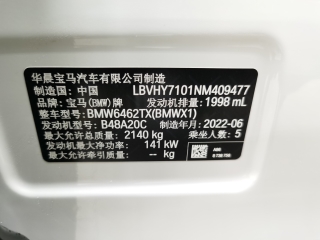 华晨宝马汽车有限公司制造
制造国：中国 LBVHY7101NM409477
品牌：宝马(BMW)牌 发动机排量：1998 mL
整车型号：BMW6462TX(BMWX1)
发动机型号：B48A20C 制造年月：2022-06
最大允许总质量：2140 kg 乘坐人数：5
发动机最大净功率：141 kW
最大允许牵引质量：-- kg